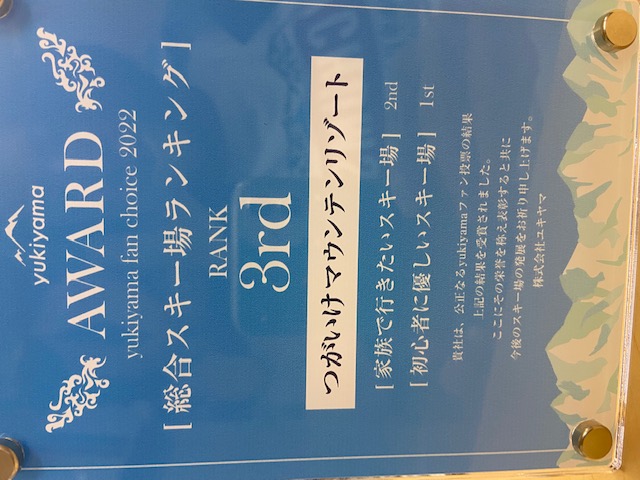 yukiyama
AWARD
yukiyama fan choice 2022
[ 総合スキー場ランキング ]
RANK
3rd
つがいけマウンテンリゾート
[ 家族で行きたいスキー場 ] 2nd
[ 初心者に優しいスキー場 ] 1st
貴社は、公正なるyukiyamaファン投票の結果
上記の結果を受賞されました。
ここにその栄誉を称え表彰すると共に
今後のスキー場の発展をお祈り申し上げます。
株式会社ユキヤマ